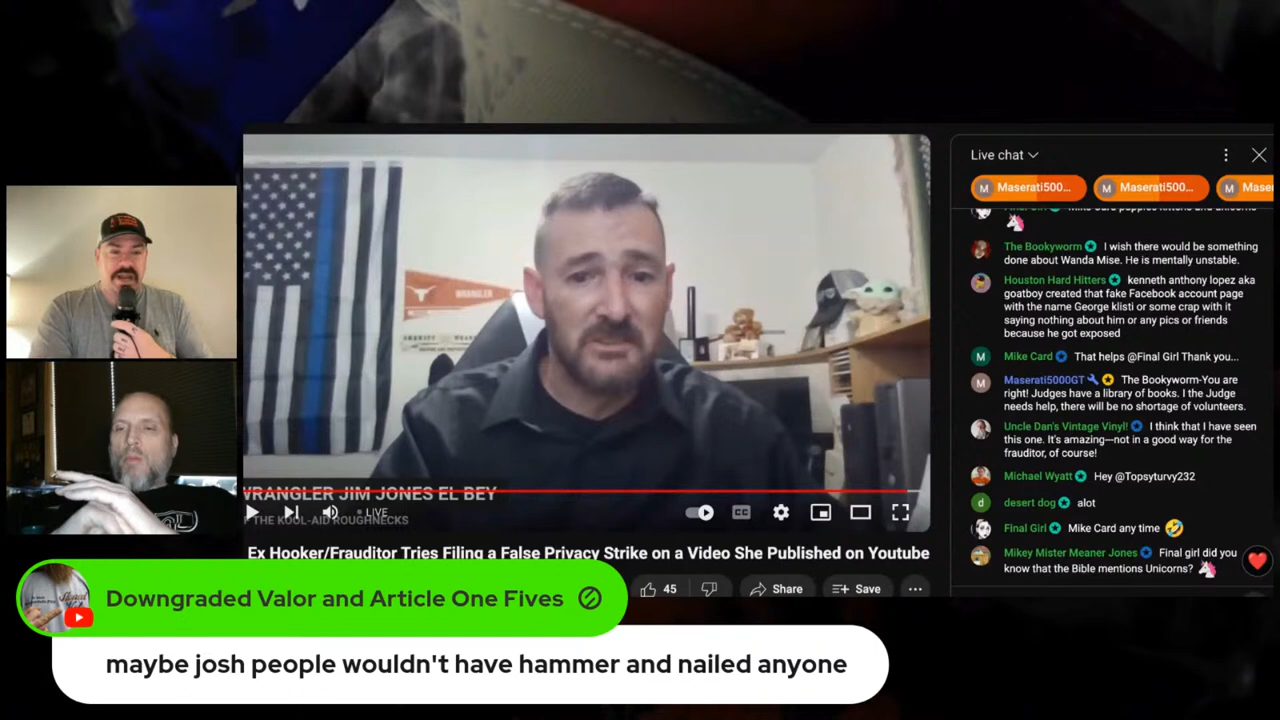 Live chat
M Maserati500...
M Maserati500...
M Maser
The Bookyworm I wish there would be something
done about Wanda Mise. He is mentally unstable.
Houston Hard Hitters kenneth anthony lopez aka
goatboy created that fake Facebook account page
with the name George klisti or some crap with it
saying nothing about him or any pics or friends
because he got exposed
M Mike Card That helps @Final Girl Thank you...
M Maserati5000GT The Bookyworm-You are
right! Judges have a library of books. I the Judge
needs help, there will be no shortage of volunteers.
Uncle Dan's Vintage Vinyl! I think that I have seen
this one. It's amazing—not in a good way for the
frauditor, of course!
Michael Wyatt Hey @Topsyturvy232
d desert dog alot
Final Girl Mike Card any time 🤣
Mikey Mister Meaner Jones Final girl did you
know that the Bible mentions Unicorns? 🦄
WRANGLER
WRANGLER JIM JONES EL BEY
• LIVE
THE KOOL-AID ROUGHNECKS
CC
Ex Hooker/Frauditor Tries Filing a False Privacy Strike on a Video She Published on Youtube
45
Share
Save
Downgraded Valor and Article One Fives
maybe josh people wouldn't have hammer and nailed anyone